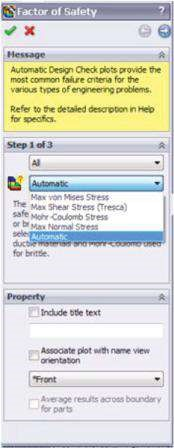 Factor of Safety
?
Message
Automatic Design Check plots provide the
most common failure criteria for the
various types of engineering problems.
Refer to the detailed description in Help
for specifics.
Step 1 of 3
All
Automatic
The
Max von Mises Stress
safe
Max Shear Stress (Tresca)
or b
Mohr-Coulomb Stress
sele
Max Normal Stress
Automatic
ductile materials and Mohr-Coulomb used
for brittle.
Property
Include title text
Associate plot with name view
orientation
*Front
Average results across boundary
for parts